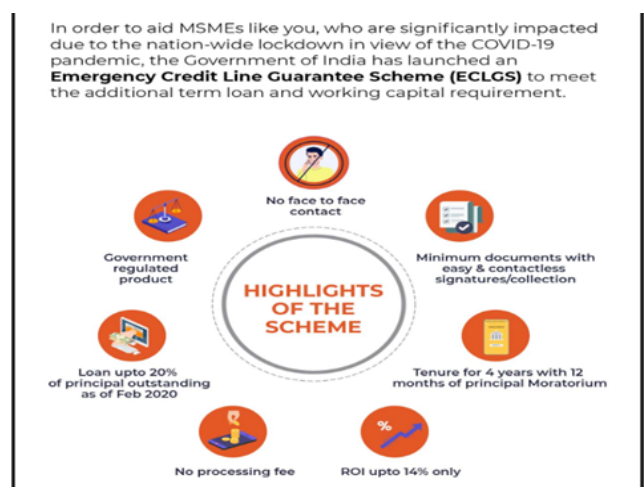 In order to aid MSMEs like you, who are significantly impacted
due to the nation-wide lockdown in view of the COVID-19
pandemic, the Government of India has launched an
Emergency Credit Line Guarantee Scheme (ECLGS) to meet
the additional term loan and working capital requirement.
No face to face
contact
Government
regulated
product
Minimum documents with
easy & contactless
signatures/collection
HIGHLIGHTS
OF THE
SCHEME
Loan upto 20%
of principal outstanding
as of Feb 2020
Tenure for 4 years with 12
months of principal Moratorium
%
No processing fee
ROI upto 14% only